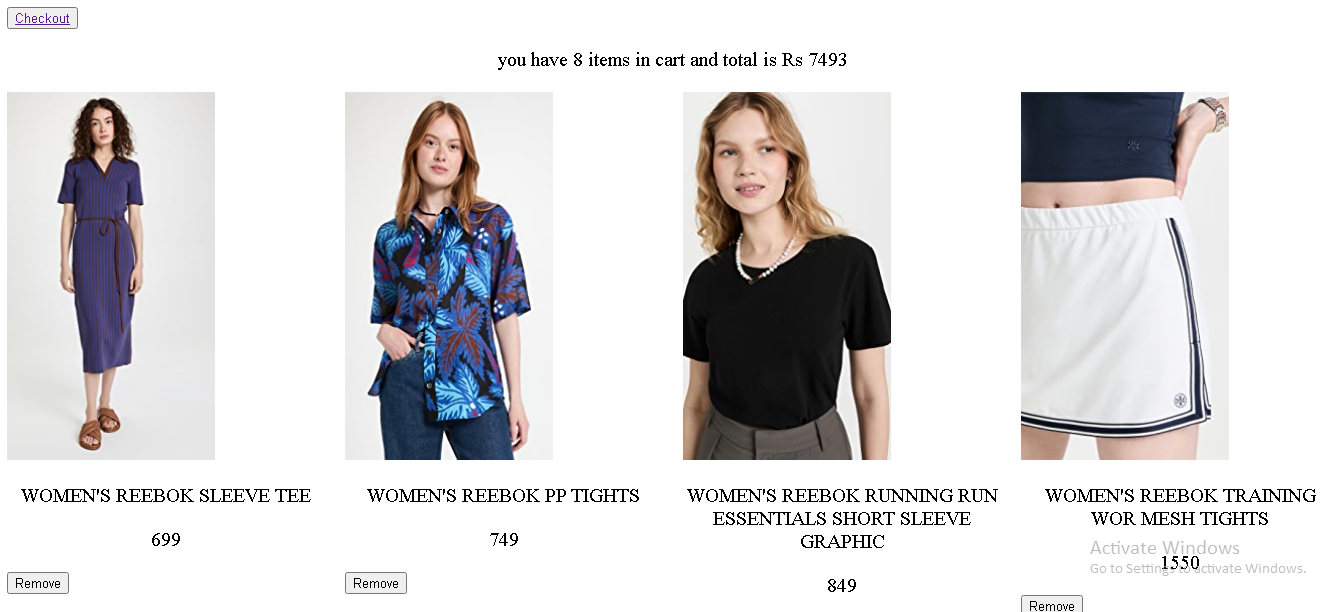 Checkout
you have 8 items in cart and total is Rs 7493
WOMEN'S REEBOK SLEEVE TEE
699
Remove
WOMEN'S REEBOK PP TIGHTS
749
Remove
WOMEN'S REEBOK RUNNING RUN
ESSENTIALS SHORT SLEEVE
GRAPHIC
849
WOMEN'S REEBOK TRAINING
WOR MESH TIGHTS
1550
Remove
Activate Windows
Go to Settings to activate Windows.